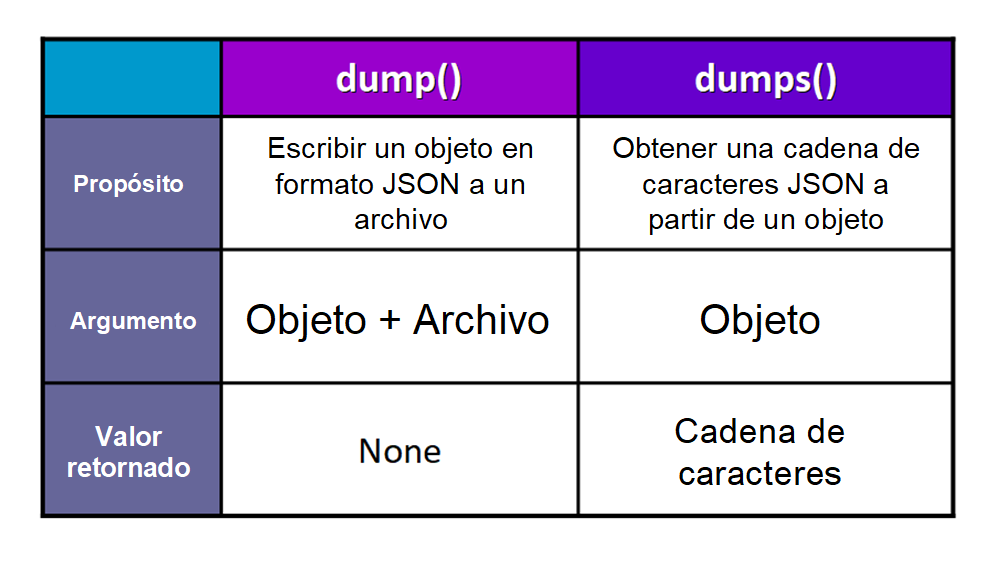 dump()
dumps()
Propósito
Escribir un objeto en
formato JSON a un
archivo
Obtener una cadena de
caracteres JSON a
partir de un objeto
Argumento
Objeto + Archivo
Objeto
Valor
retornado
None
Cadena de
caracteres